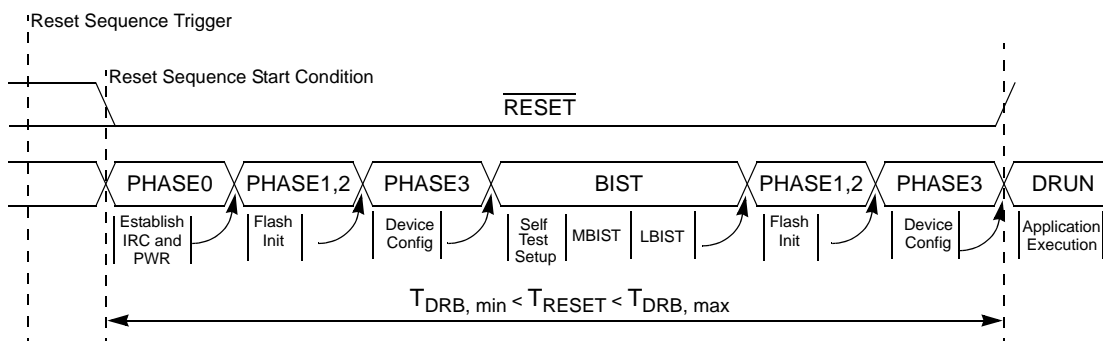 Reset Sequence Trigger
Reset Sequence Start Condition
RESET
PHASE0 PHASE1,2 PHASE3 BIST PHASE1,2 PHASE3 DRUN
Establish
IRC and
PWR
Flash
Init
Device
Config
Self
Test
Setup
MBIST
LBIST
Flash
Init
Device
Config
Application
Execution
TDRB, min < TRESET < TDRB, max